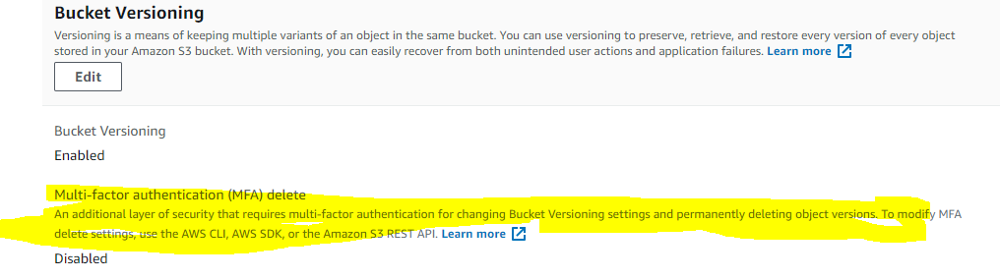 Bucket Versioning
Versioning is a means of keeping multiple variants of an object in the same bucket. You can use versioning to preserve, retrieve, and restore every version of every object
stored in your Amazon S3 bucket. With versioning, you can easily recover from both unintended user actions and application failures. Learn more
Edit
Bucket Versioning
Enabled
Multi-factor authentication (MFA) delete
An additional layer of security that requires multi-factor authentication for changing Bucket Versioning settings and permanently deleting object versions. To modify MFA
delete settings, use the AWS CLI, AWS SDK, or the Amazon S3 REST API. Learn more
Disabled